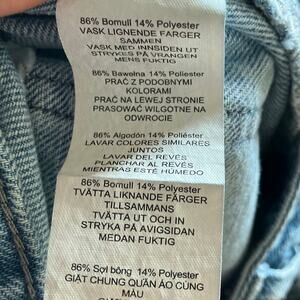 86% Bomull 14% Polyester
VASK LIGNENDE FARGER
SAMMEN
VASK MED INNSIDEN UT
STRYKES PÅ VRANGEN
MENS FUKTIG
86% Bawełna 14% Poliester
PRAĆ Z PODOBNYMI
KOLORAMI
PRAĆ NA LEWEJ STRONIE
PRASOWAĆ WILGOTNE NA
ODWROCIE
86% Algodón 14% Poliéster
LAVAR COLORES SIMILARES
JUNTOS
LAVAR DEL REVÉS
PLANCHAR AL REVÉS
MIENTRAS ESTÉ HÚMEDO
86% Bomull 14% Polyester
TVÄTTA LIKNANDE FÄRGER
TILLSAMMANS
TVÄTTA UT OCH IN
STRYKA PÅ AVIGSIDAN
MEDAN FUKTIG
86% Sợi bông 14% Polyester
GIẶT CHUNG QUẦN ÁO CÙNG
MÀU